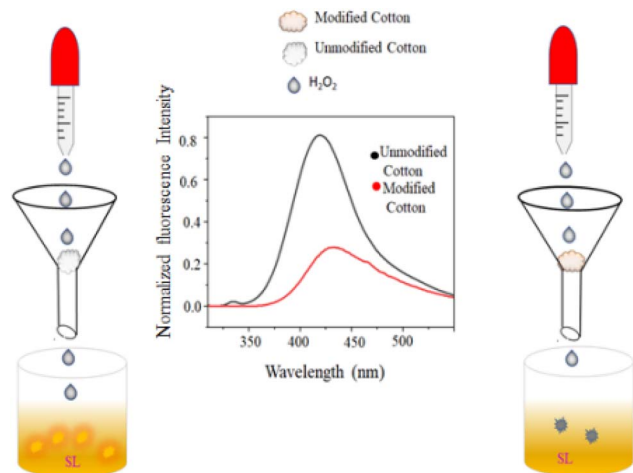 Modified Cotton
Unmodified Cotton
H₂O₂
Normalized fluorescence Intensity
0.8
0.6
0.4
0.2
0.0
Unmodified
Cotton
Modified
Cotton
350
400
450
500
Wavelength (nm)
SL
SL